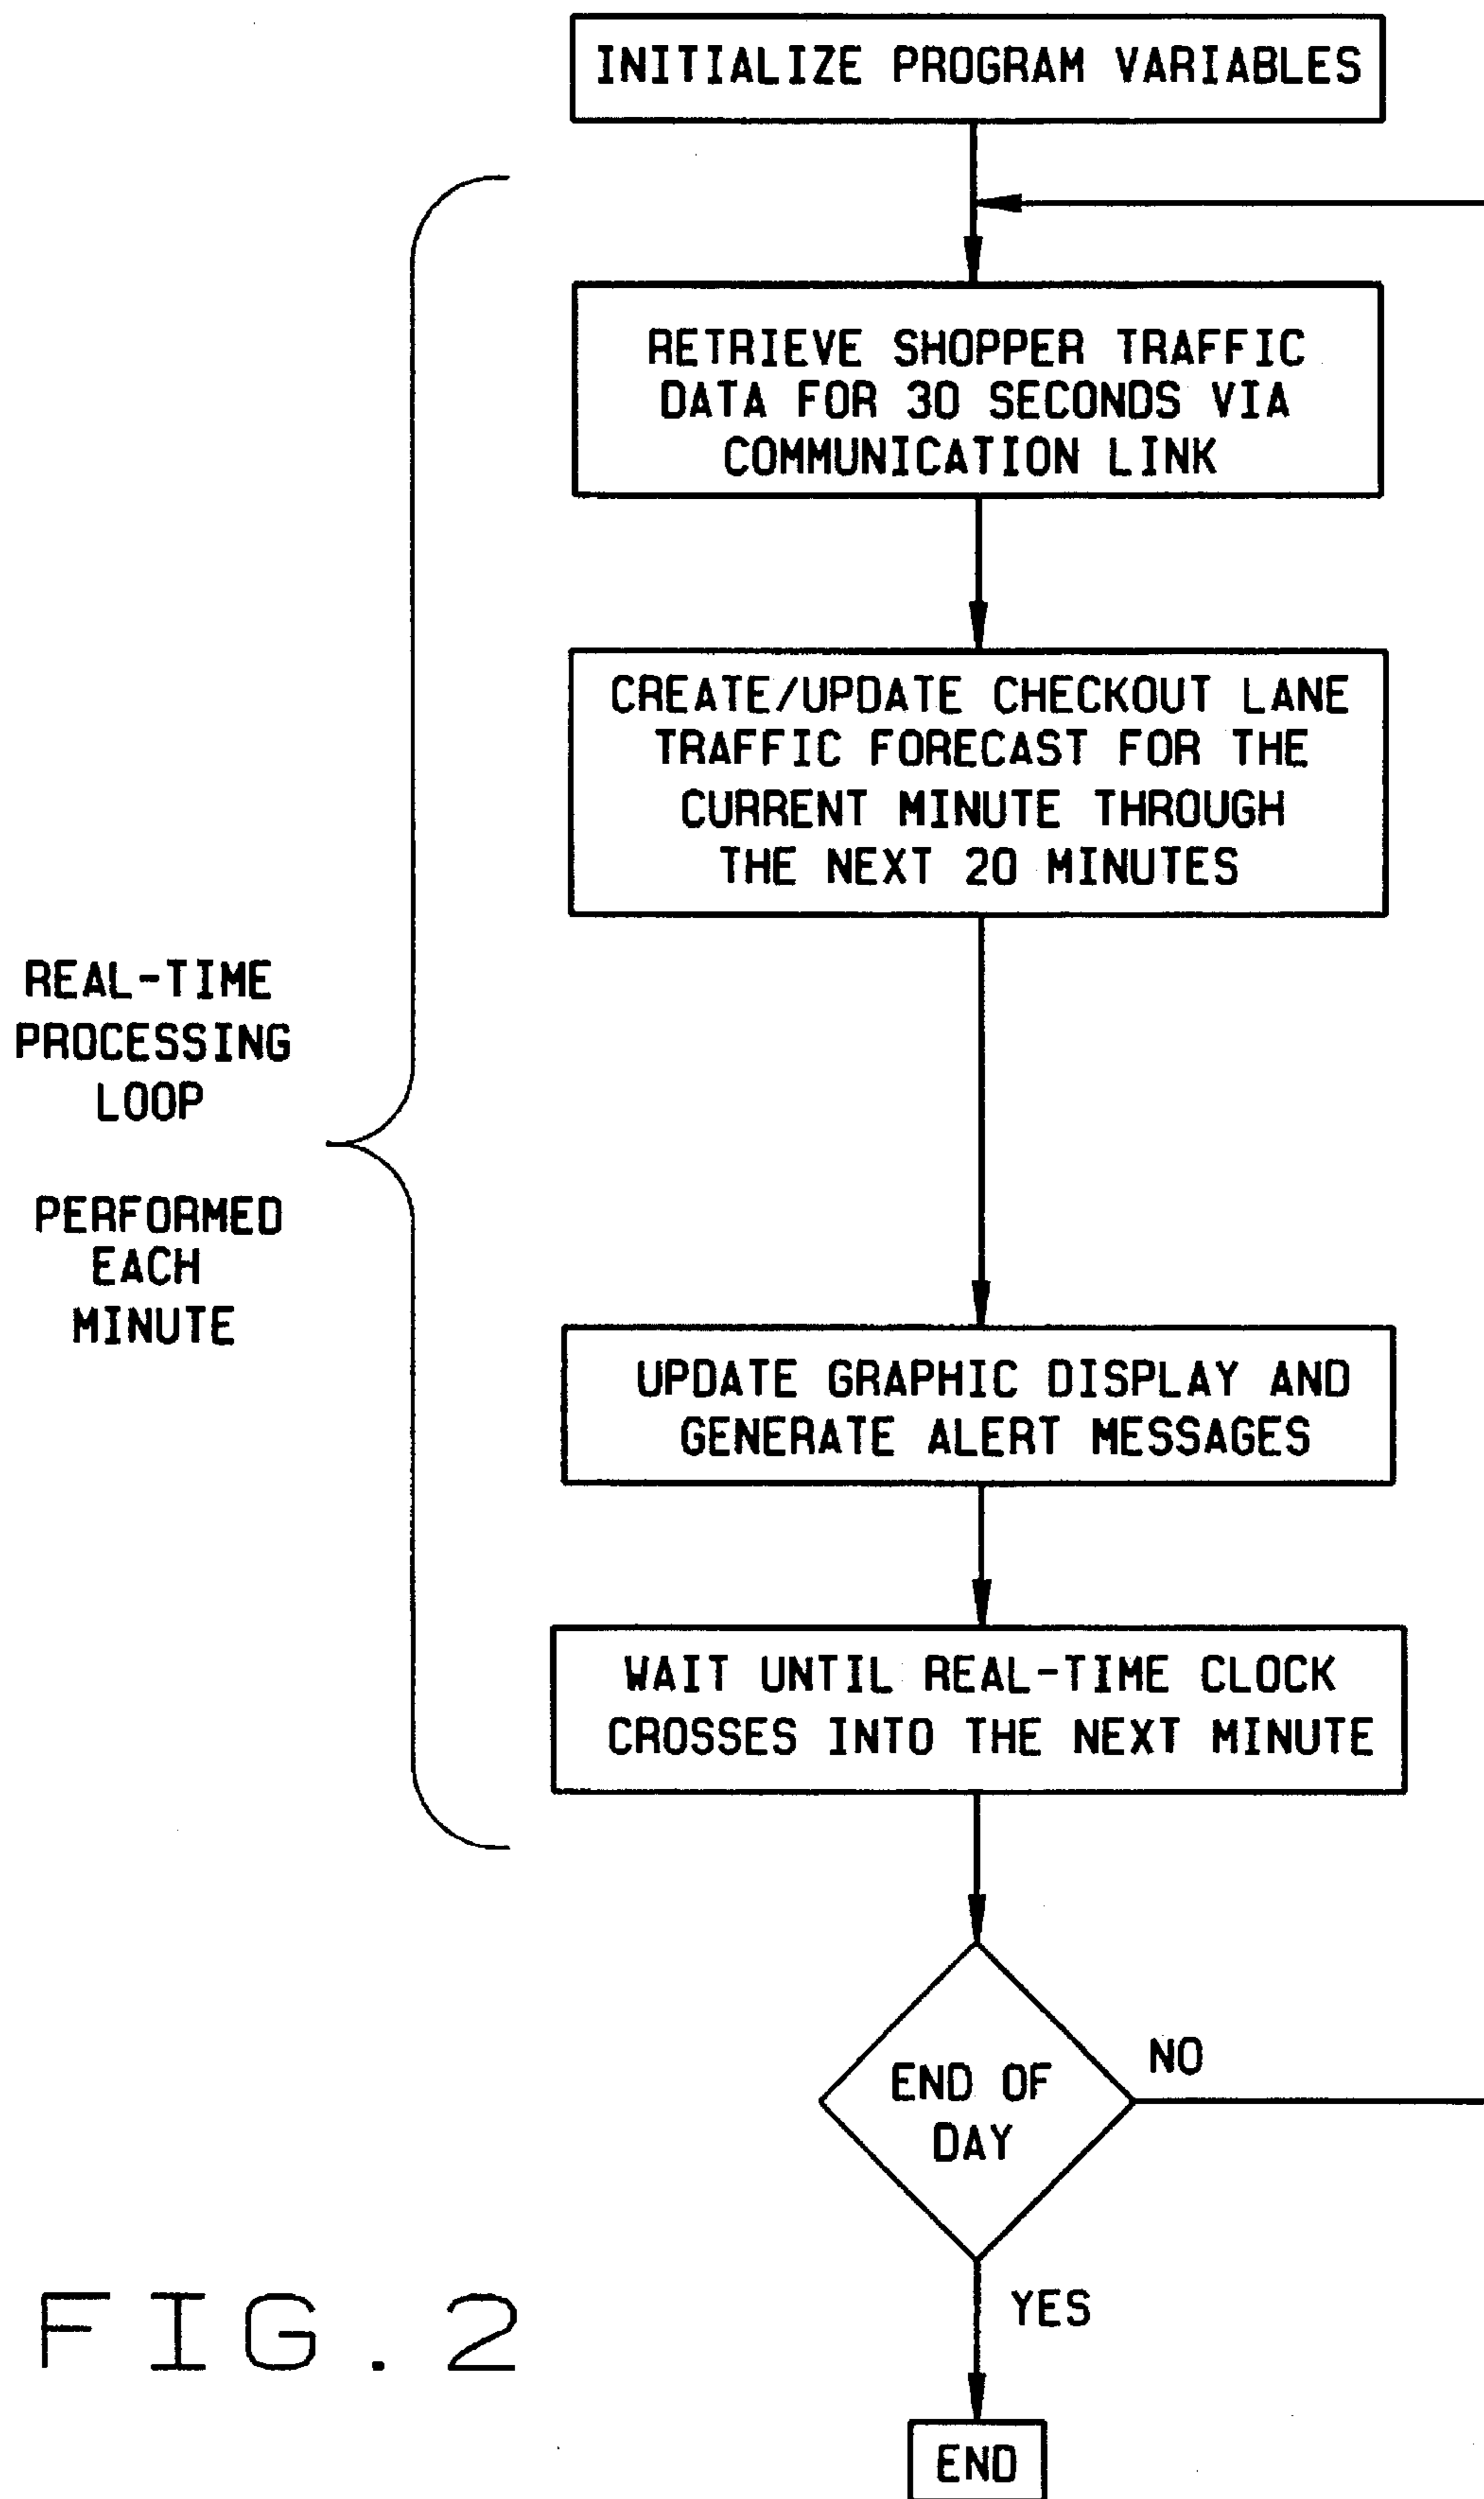 INITIALIZE PROGRAM VARIABLES
RETRIEVE SHOPPER TRAFFIC
DATA FOR 30 SECONDS VIA
COMMUNICATION LINK
CREATE/UPDATE CHECKOUT LANE
TRAFFIC FORECAST FOR THE
CURRENT MINUTE THROUGH
THE NEXT 20 MINUTES
REAL-TIME
PROCESSING
LOOP
PERFORMED
EACH
MINUTE
UPDATE GRAPHIC DISPLAY AND
GENERATE ALERT MESSAGES
WAIT UNTIL REAL-TIME CLOCK
CROSSES INTO THE NEXT MINUTE
END OF
DAY
NO
YES
END
FIG.2